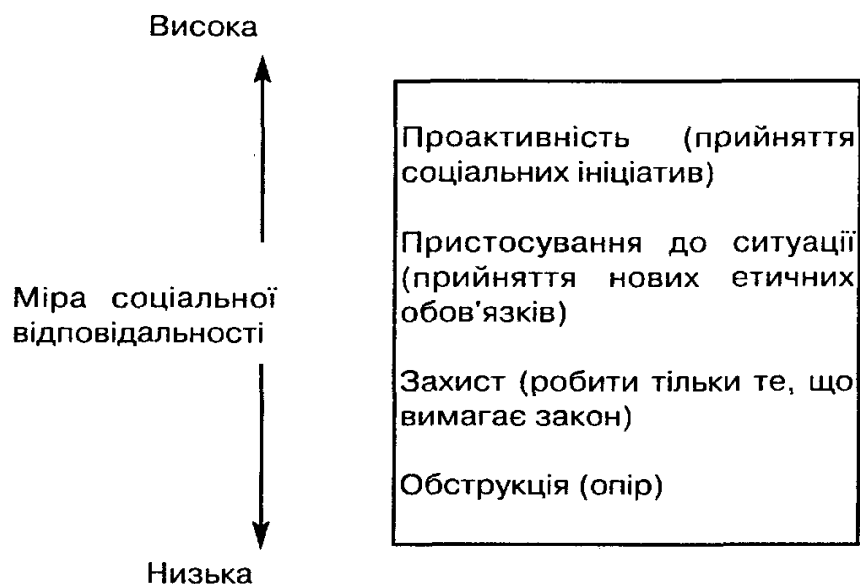 Висока
Проактивність (прийняття
соціальних ініціатив)
Пристосування до ситуації
(прийняття нових етичних
обов'язків)
Міра соціальної
відповідальності
Захист (робити тільки те, що
вимагає закон)
Обструкція (опір)
Низька